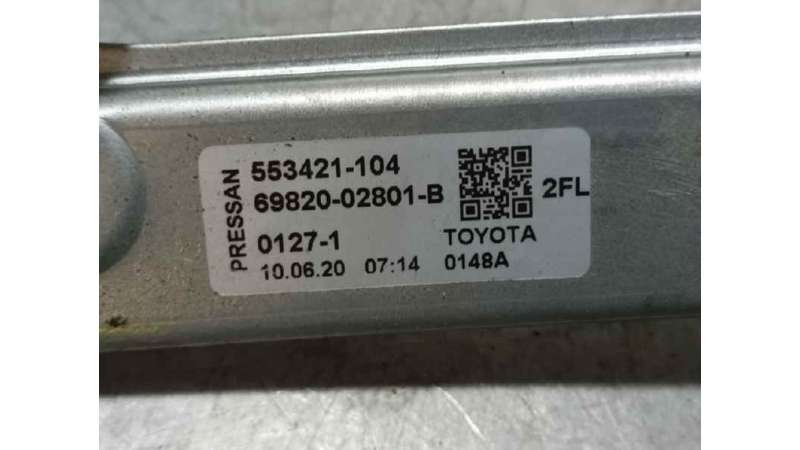 PRESSAN
553421-104
69820-02801-B
2FL
0127-1 TOYOTA
10.06.20 07:14 0148A